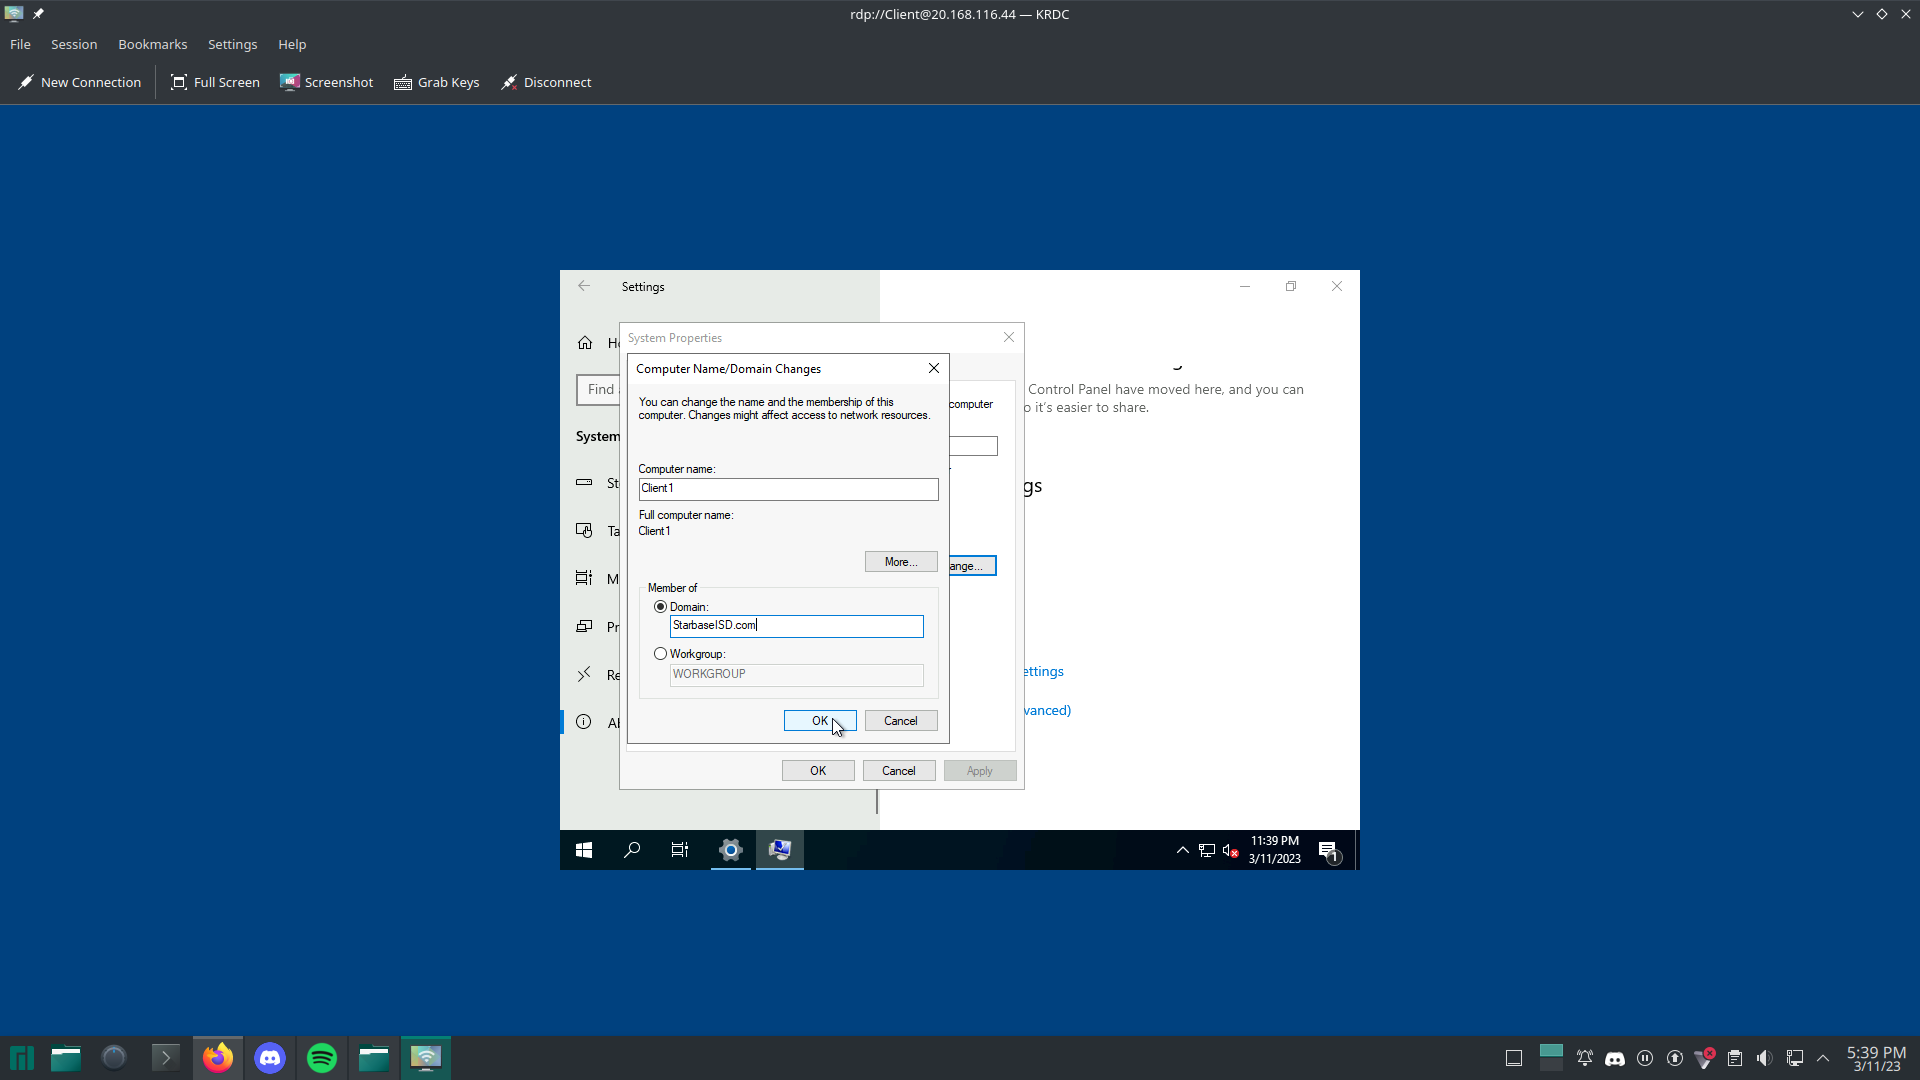 rdp://Client@20.168.116.44 — KRDC
File Session Bookmarks Settings Help
New Connection Full Screen Screenshot Grab Keys Disconnect
Settings
System Properties
Computer Name/Domain Changes
You can change the name and the membership of this
computer. Changes might affect access to network resources.
Computer name:
Client1
Full computer name:
Client1
More...
Member of
Domain:
StarbaseISD.com
Workgroup:
WORKGROUP
OK Cancel
OK Cancel Apply
Find
System
computer
ange...
Control Panel have moved here, and you can
it's easier to share.
gs
ettings
vanced)
11:39 PM
3/11/2023
1
5:39 PM
3/11/23